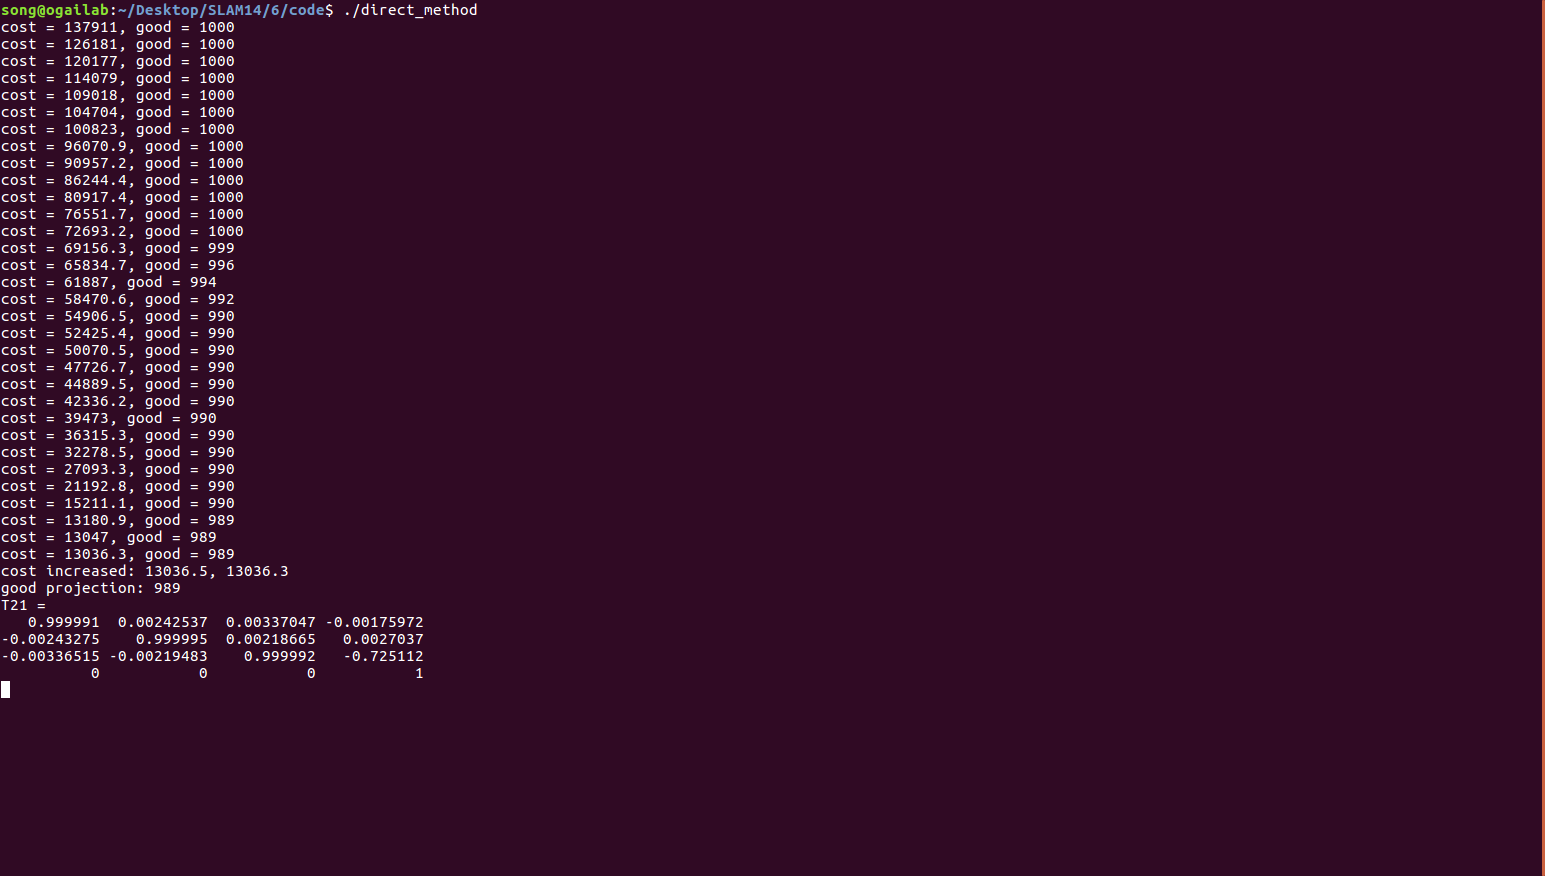 song@ogailab:~/Desktop/SLAM14/6/code$ ./direct_method
cost = 137911, good = 1000
cost = 126181, good = 1000
cost = 120177, good = 1000
cost = 114079, good = 1000
cost = 109018, good = 1000
cost = 104704, good = 1000
cost = 100823, good = 1000
cost = 96070.9, good = 1000
cost = 90957.2, good = 1000
cost = 86244.4, good = 1000
cost = 80917.4, good = 1000
cost = 76551.7, good = 1000
cost = 72693.2, good = 1000
cost = 69156.3, good = 999
cost = 65834.7, good = 996
cost = 61887, good = 994
cost = 58470.6, good = 992
cost = 54906.5, good = 990
cost = 52425.4, good = 990
cost = 50070.5, good = 990
cost = 47726.7, good = 990
cost = 44889.5, good = 990
cost = 42336.2, good = 990
cost = 39473, good = 990
cost = 36315.3, good = 990
cost = 32278.5, good = 990
cost = 27093.3, good = 990
cost = 21192.8, good = 990
cost = 15211.1, good = 990
cost = 13180.9, good = 989
cost = 13047, good = 989
cost = 13036.3, good = 989
cost increased: 13036.5, 13036.3
good projection: 989
T21 =
   0.999991  0.00242537  0.00337047 -0.00175972
-0.00243275    0.999995  0.00218665   0.0027037
-0.00336515 -0.00219483    0.999992   -0.725112
          0           0           0           1